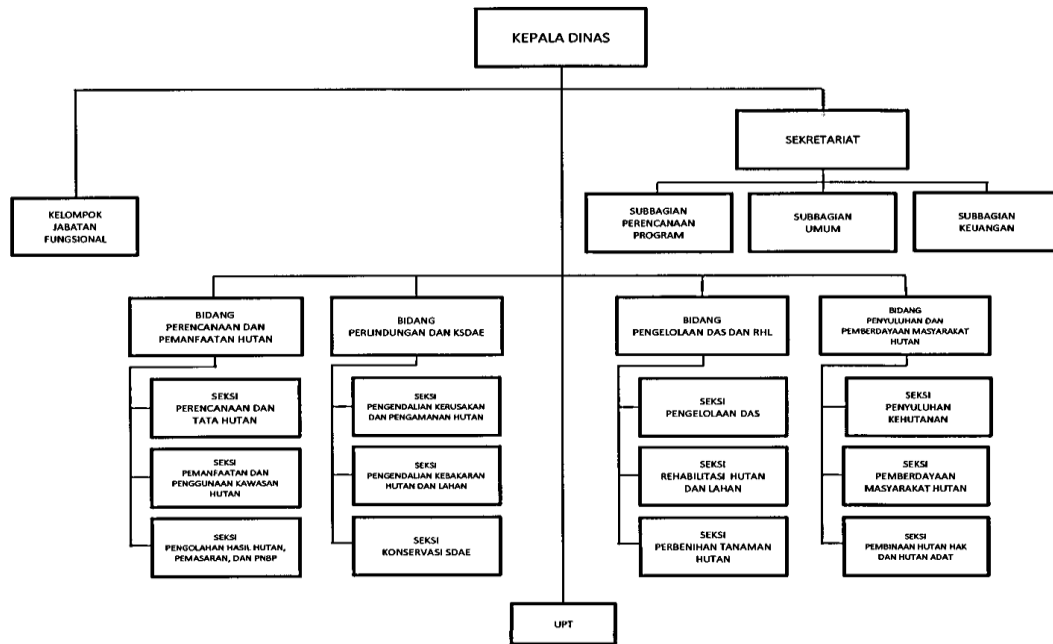 KEPALA DINAS
SEKRETARIAT
KELOMPOK
JABATAN
FUNGSIONAL
SUBBAGIAN
PERENCANAAN
PROGRAM
SUBBAGIAN
UMUM
SUBBAGIAN
KEUANGAN
BIDANG
PERENCANAAN DAN
PEMANFAATAN HUTAN
BIDANG
PERLINDUNGAN DAN KSDAE
BIDANG
PENGELOLAAN DAS DAN RHL
BIDANG
PENYULUHAN DAN
PEMBERDAYAAN MASYARAKAT
HUTAN
SEKSI
PERENCANAAN DAN
TATA HUTAN
SEKSI
PENGENDALIAN KERUSAKAN
DAN PENGAMANAN HUTAN
SEKSI
PENGELOLAAN DAS
SEKSI
PENYULUHAN
KEHUTANAN
SEKSI
PEMANFAATAN DAN
PENGGUNAAN KAWASAN
HUTAN
SEKSI
PENGENDALIAN KEBAKARAN
HUTAN DAN LAHAN
SEKSI
REHABILITASI HUTAN
DAN LAHAN
SEKSI
PEMBERDAYAAN
MASYARAKAT HUTAN
SEKSI
PENGOLAHAN HASIL HUTAN,
PEMASARAN, DAN PNBP
SEKSI
KONSERVASI SDAE
SEKSI
PERBENIHAN TANAMAN
HUTAN
SEKSI
PEMBINAAN HUTAN HAK
DAN HUTAN ADAT
UPT